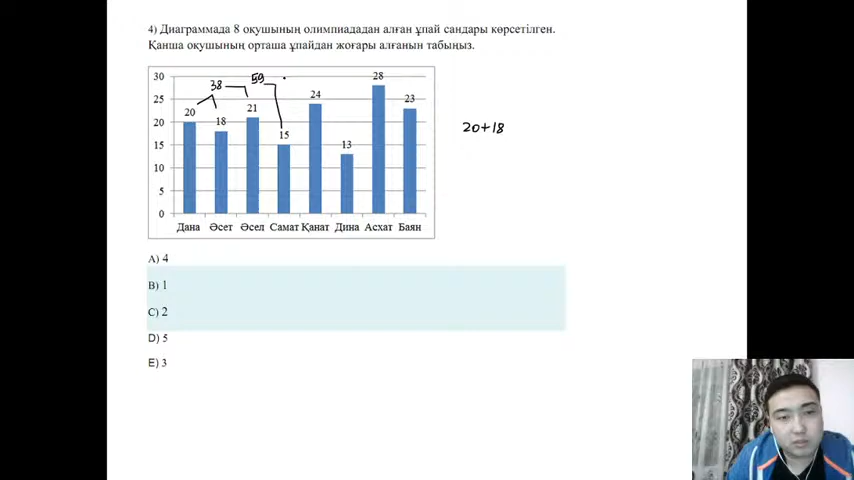 4) Диаграммада 8 оқушының олимпиададан алған ұпай сандары көрсетілген.
Қанша оқушының орташа ұпайдан жоғары алғанын табыңыз.
30
25
20
15
10
5
0
38
59
20
18
21
15
24
13
28
23
Дана Әсет Әсел Самат Қанат Дина Асхат Баян
20+18
A) 4
B) 1
C) 2
D) 5
E) 3